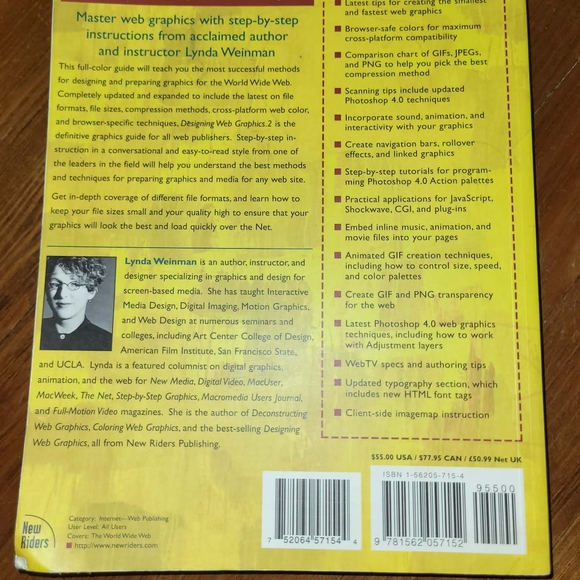 Master web graphics with step-by-step
instructions from acclaimed author
and instructor Lynda Weinman
This full-color guide will teach you the most successful methods
for designing and preparing graphics for the World Wide Web.
Completely updated and expanded to include the latest on file
formats, file sizes, compression methods, cross-platform web color,
and browser-specific techniques, Designing Web Graphics.2 is
the definitive graphics guide for all web publishers. Step-by-step in-
struction in a conversational and easy-to-read style from one of
the leaders in the field will help you understand the best methods
and techniques for preparing graphics and media for any web site.
Get in-depth coverage of different file formats, and learn how to
keep your file sizes small and your quality high to ensure that your
graphics will look the best and load quickly over the Net.
Lynda Weinman is an author, instructor, and
designer specializing in graphics and design for
screen-based media. She has taught Interactive
Media Design, Digital Imaging, Motion Graphics,
and Web Design at numerous seminars and
colleges, including Art Center College of Design,
American Film Institute, San Francisco State,
and UCLA. Lynda is a featured columnist on digital graphics,
animation, and the web for New Media, Digital Video, MacUser,
MacWeek, The Net, Step-by-Step Graphics, Macromedia Users Journal,
and Full-Motion Video magazines. She is the author of Deconstructing
Web Graphics, Coloring Web Graphics, and the best-selling Designing
Web Graphics, all from New Riders Publishing.
Latest tips for creating the smallest
and fastest web graphics
Browser-safe colors for maximum
cross-platform compatibility
Comparison chart of GIFs, JPEGs,
and PNG to help you pick the best
compression method
Scanning tips include updated
Photoshop 4.0 techniques
Incorporate sound, animation, and
interactivity with your graphics
Create navigation bars, rollover
effects, and linked graphics
Step-by-step tutorials for program-
ming Photoshop 4.0 Action palettes
Practical applications for JavaScript,
Shockwave, CGI, and plug-ins
Embed inline music, animation, and
movie files into your pages
Animated GIF creation techniques,
including how to control size, speed,
and color palettes
Create GIF and PNG transparency
for the web
Latest Photoshop 4.0 web graphics
techniques, including how to work
with Adjustment layers
WebTV specs and authoring tips
Updated typography section, which
includes new HTML font tags
Client-side imagemap instruction
$55.00 USA / $77.95 CAN / £50.99 Net UK
ISBN 1-56205-715-4
95500
7 52064 57154 4
9 781562 057152
New
Riders
Category: Internet—Web Publishing
User Level: All Users
Covers: The World Wide Web
http://www.newriders.com